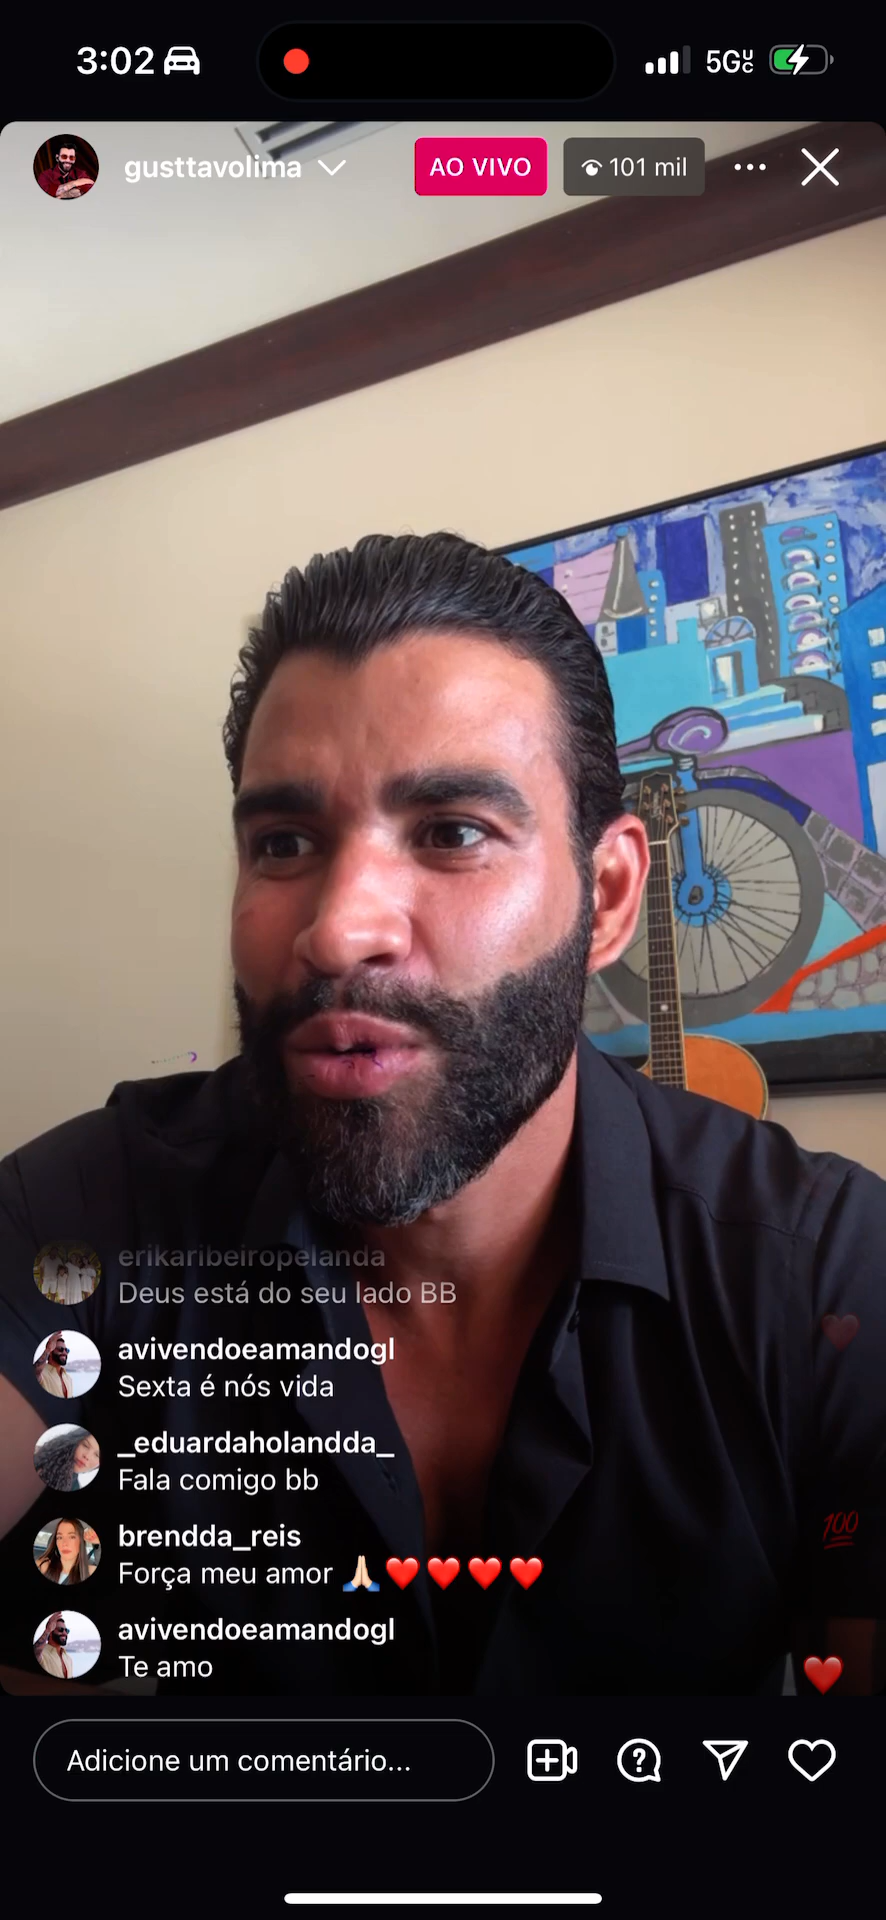 3:02
5GUC
gusttavolima
AO VIVO
101 mil
erikaribeiropelanda
Deus está do seu lado BB
avivendoeamandogl
Sexta é nós vida
_eduardaholandda_
Fala comigo bb
brendda_reis
Força meu amor 🙏🏻❤️❤️❤️❤️
avivendoeamandogl
Te amo
Adicione um comentário...